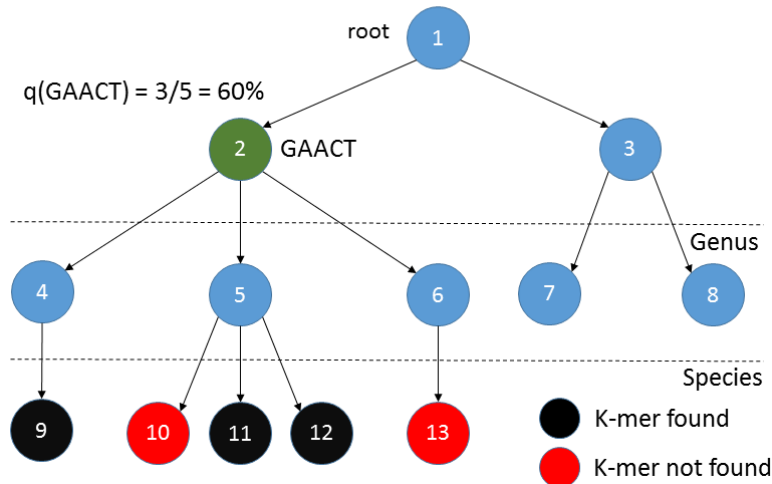 root
1
q(GAACT) = 3/5 = 60%
2
GAACT
3
Genus
4
5
6
7
8
Species
9
10
11
12
13
K-mer found
K-mer not found